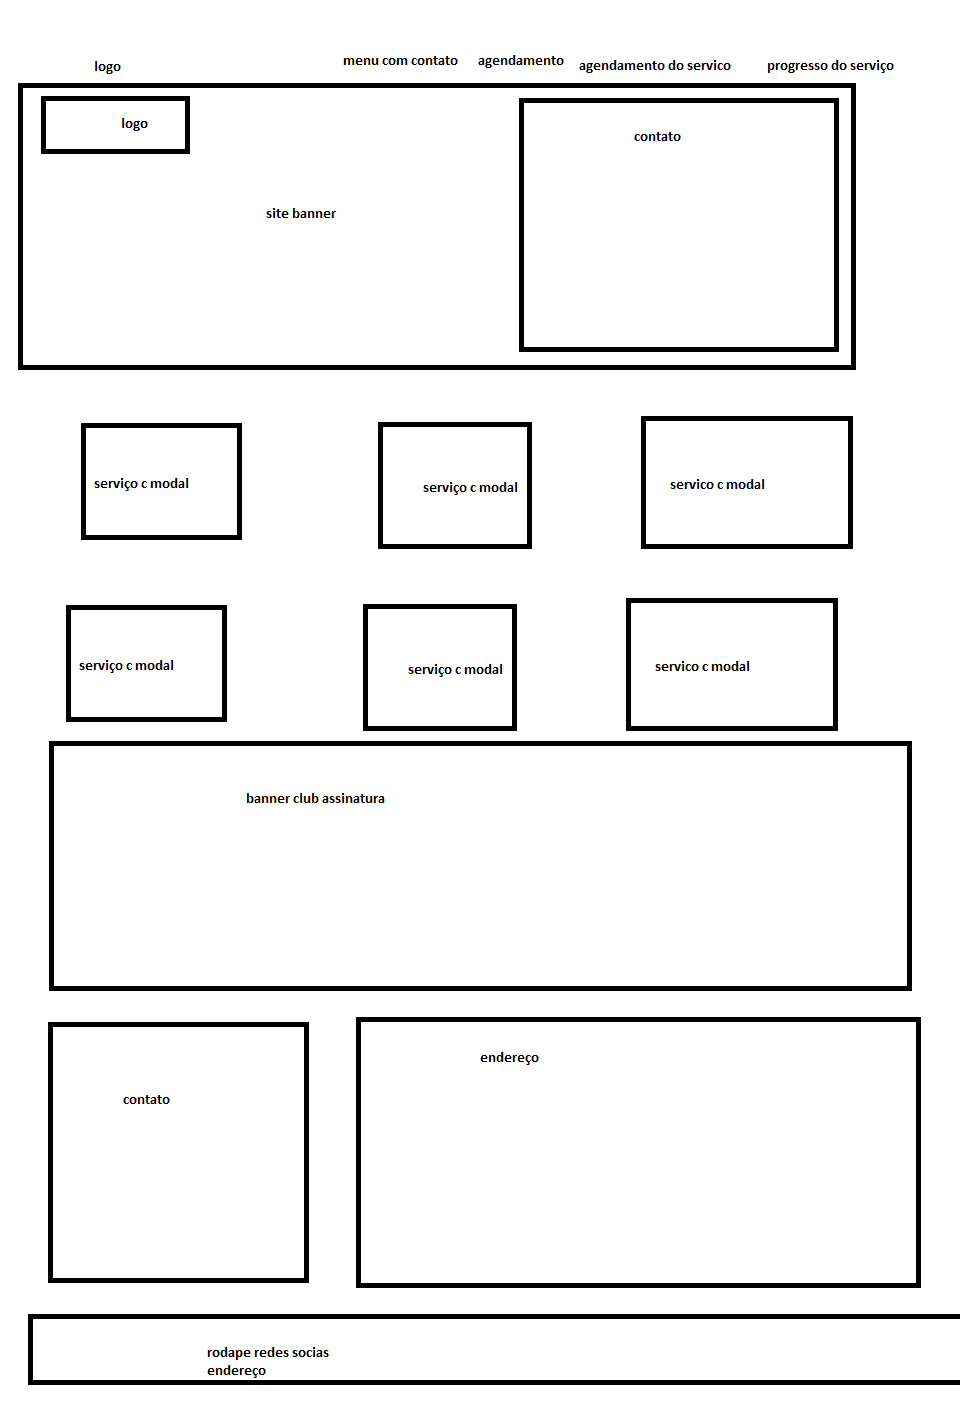 logo
menu com contato
agendamento
agendamento do servico
progresso do serviço
logo
contato
site banner
serviço c modal
serviço c modal
servico c modal
serviço c modal
serviço c modal
servico c modal
banner club assinatura
contato
endereço
rodape redes socias
endereço